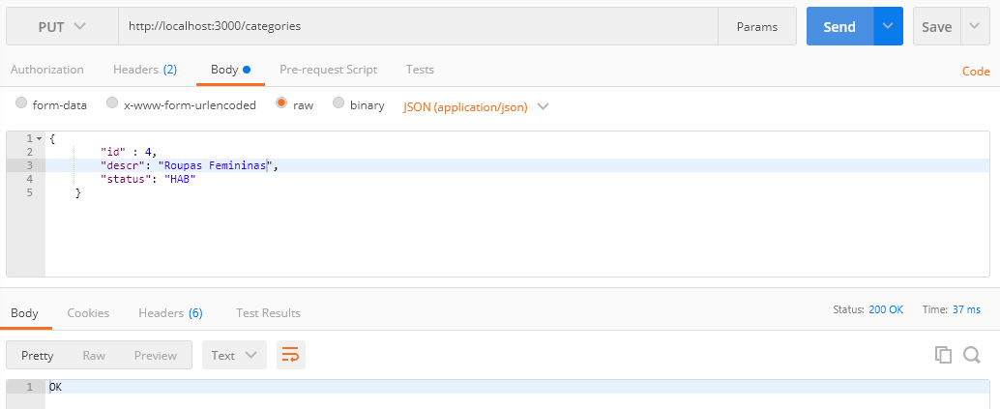 PUT http://localhost:3000/categories Params Send Save
Authorization Headers (2) Body Pre-request Script Tests Code
form-data x-www-form-urlencoded raw binary JSON (application/json)
1 {
2 "id" : 4,
3 "descr": "Roupas Femininas",
4 "status": "HAB"
5 }
Body Cookies Headers (6) Test Results Status: 200 OK Time: 37 ms
Pretty Raw Preview Text
1 OK